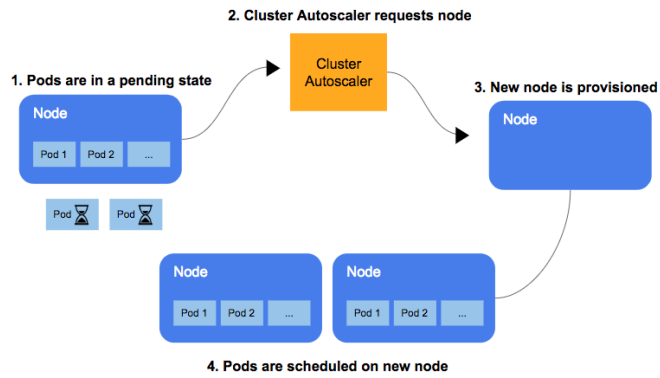 2. Cluster Autoscaler requests node
Cluster
Autoscaler
1. Pods are in a pending state
Node
Pod 1
Pod 2
...
Pod
Pod
3. New node is provisioned
Node
Node
Pod 1
Pod 2
...
Node
Pod 1
Pod 2
...
4. Pods are scheduled on new node